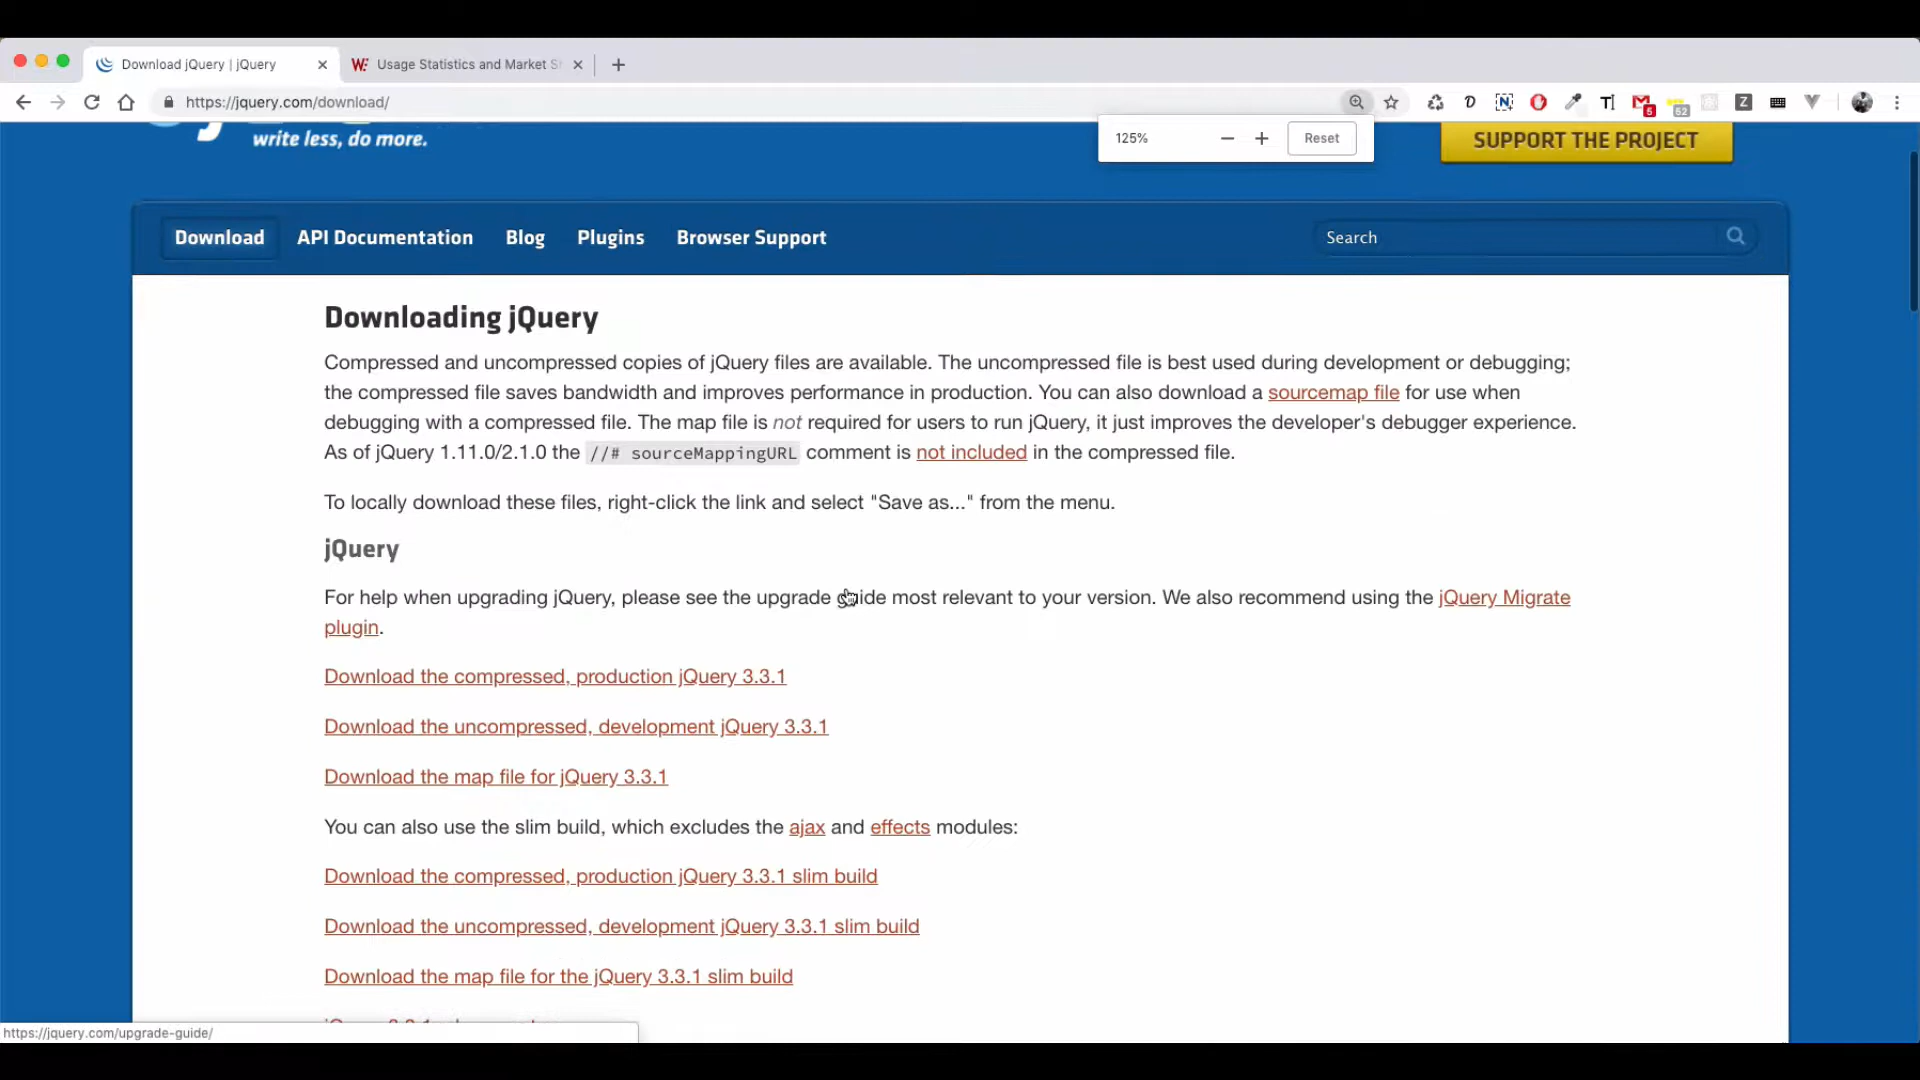 Download jQuery | jQuery
Usage Statistics and Market S
https://jquery.com/download/
5
52
Z
write less, do more.
125%
Reset
SUPPORT THE PROJECT
Download
API Documentation
Blog
Plugins
Browser Support
Search
Downloading jQuery
Compressed and uncompressed copies of jQuery files are available. The uncompressed file is best used during development or debugging;
the compressed file saves bandwidth and improves performance in production. You can also download a sourcemap file for use when
debugging with a compressed file. The map file is not required for users to run jQuery, it just improves the developer's debugger experience.
As of jQuery 1.11.0/2.1.0 the //# sourceMappingURL comment is not included in the compressed file.
To locally download these files, right-click the link and select "Save as..." from the menu.
jQuery
For help when upgrading jQuery, please see the upgrade guide most relevant to your version. We also recommend using the jQuery Migrate
plugin.
Download the compressed, production jQuery 3.3.1
Download the uncompressed, development jQuery 3.3.1
Download the map file for jQuery 3.3.1
You can also use the slim build, which excludes the ajax and effects modules:
Download the compressed, production jQuery 3.3.1 slim build
Download the uncompressed, development jQuery 3.3.1 slim build
Download the map file for the jQuery 3.3.1 slim build
https://jquery.com/upgrade-guide/